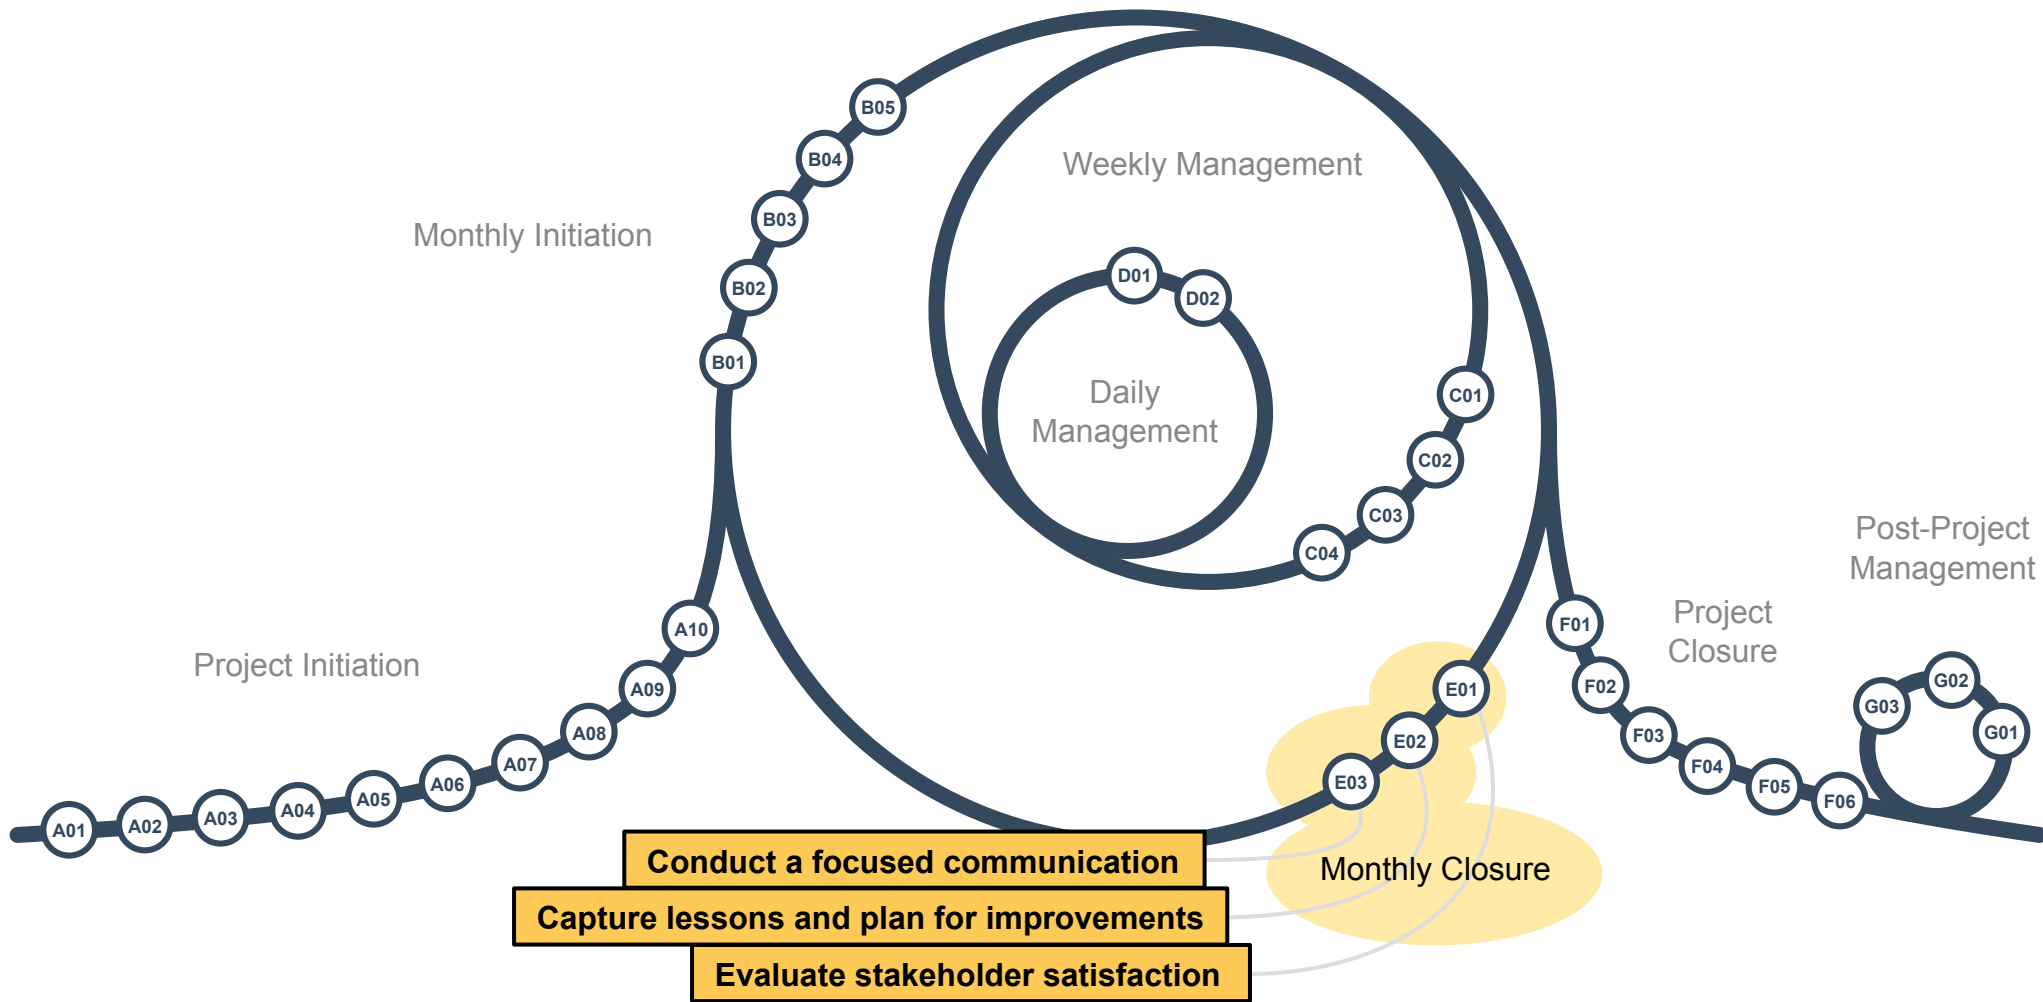 B05
B04
Weekly Management
B03
Monthly Initiation
D01
B02
D02
B01
Daily
Management
C01
C02
C03
Post-Project
Management
C04
Project
Closure
F01
A10
Project Initiation
E01
F02
G02
A09
G03
A08
E02
F03
G01
A07
F04
A06
E03
F05
A05
F06
A04
A03
A02
A01
Conduct a focused communication
Monthly Closure
Capture lessons and plan for improvements
Evaluate stakeholder satisfaction